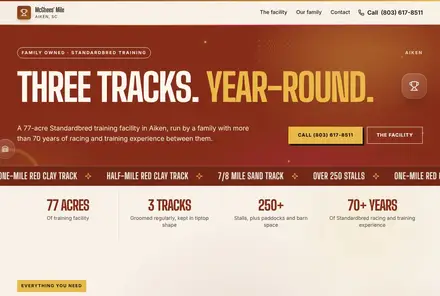 McGhees' Mile
AIKEN, SC
The facility
Our family
Contact
Call (803) 617-8511
FAMILY OWNED · STANDARDBRED TRAINING
AIKEN
THREE TRACKS. YEAR-ROUND.
A 77-acre Standardbred training facility in Aiken, run by a family with more
than 70 years of racing and training experience between them.
CALL (803) 617-8511
THE FACILITY
ONE-MILE RED CLAY TRACK
HALF-MILE RED CLAY TRACK
7/8 MILE SAND TRACK
OVER 250 STALLS
ONE-MILE RED
77 ACRES
Of training facility
3 TRACKS
Groomed regularly, kept in tiptop
shape
250+
Stalls, plus paddocks and barn
space
70+ YEARS
Of Standardbred racing and training
experience
EVERYTHING YOU NEED